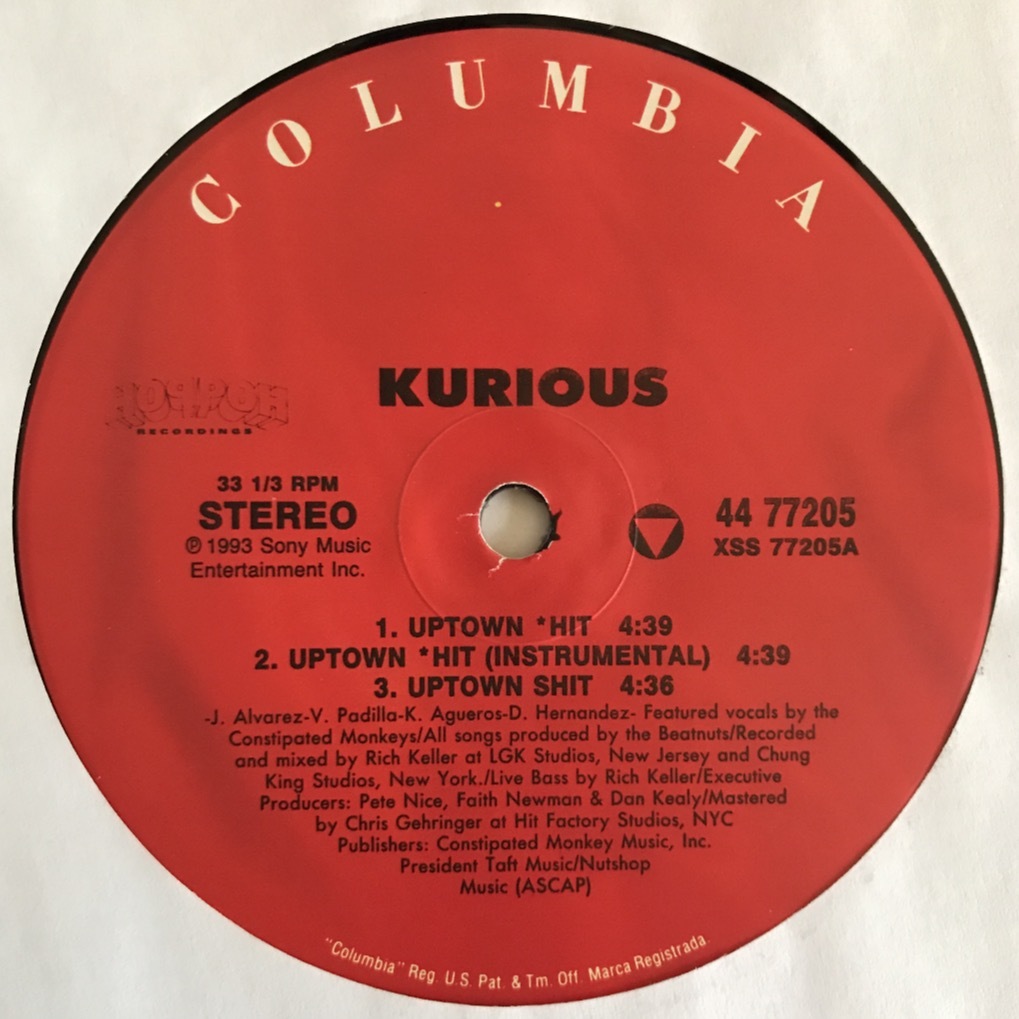 COLUMBIA
KURIOUS
HOPPOH
RECORDINGS
33 1/3 RPM
STEREO
℗ 1993 Sony Music
Entertainment Inc.
44 77205
XSS 77205A
1. UPTOWN *HIT 4:39
2. UPTOWN *HIT (INSTRUMENTAL) 4:39
3. UPTOWN SHIT 4:36
-J. Alvarez-V. Padilla-K. Agueros-D. Hernandez- Featured vocals by the
Constipated Monkeys/All songs produced by the Beatnuts/Recorded
and mixed by Rich Keller at LGK Studios, New Jersey and Chung
King Studios, New York./Live Bass by Rich Keller/Executive
Producers: Pete Nice, Faith Newman & Dan Kealy/Mastered
by Chris Gehringer at Hit Factory Studios, NYC
Publishers: Constipated Monkey Music, Inc.
President Taft Music/Nutshop
Music (ASCAP)
"Columbia" Reg. U.S. Pat. & Tm. Off. Marca Registrada.